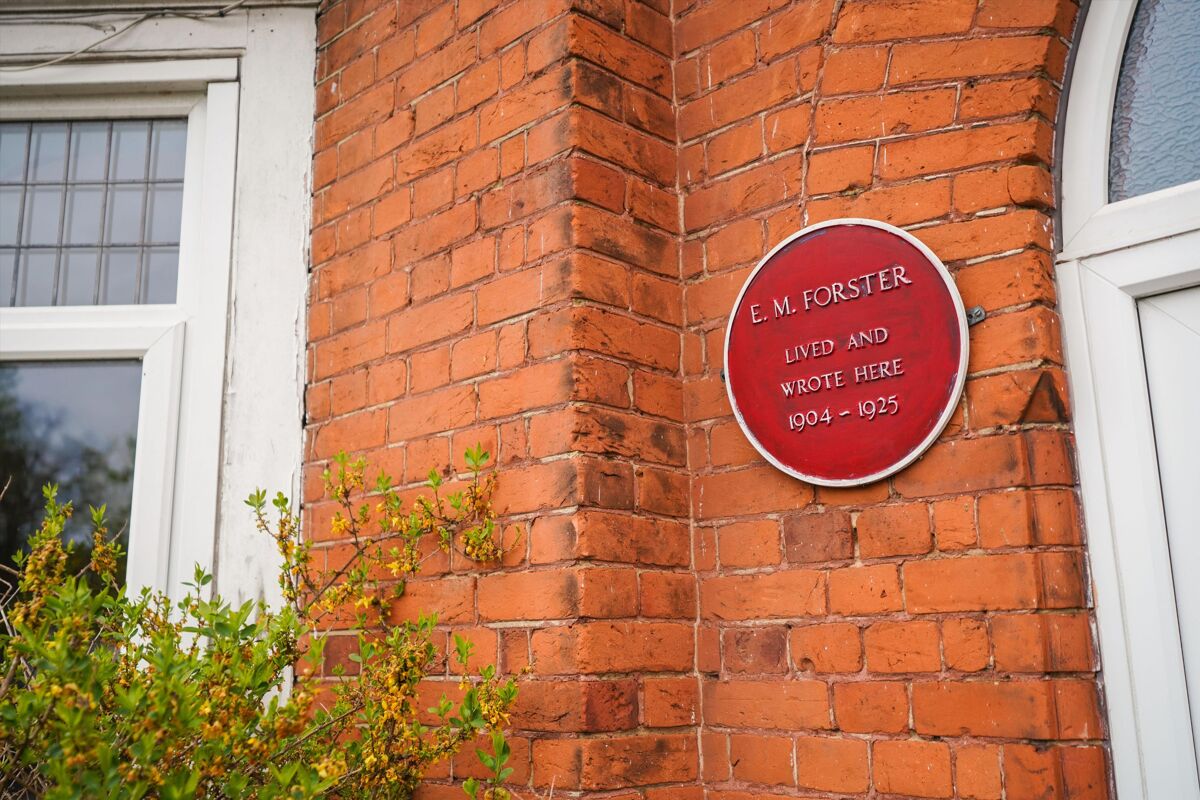 E. M. FORSTER
LIVED AND
WROTE HERE
1904 ~ 1925